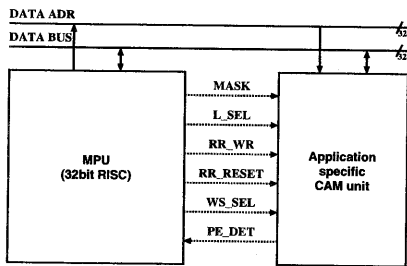 DATA ADR
32
DATA BUS
32
MASK
L_SEL
RR_WR
RR_RESET
WS_SEL
PE_DET
MPU
(32bit RISC)
Application
specific
CAM unit